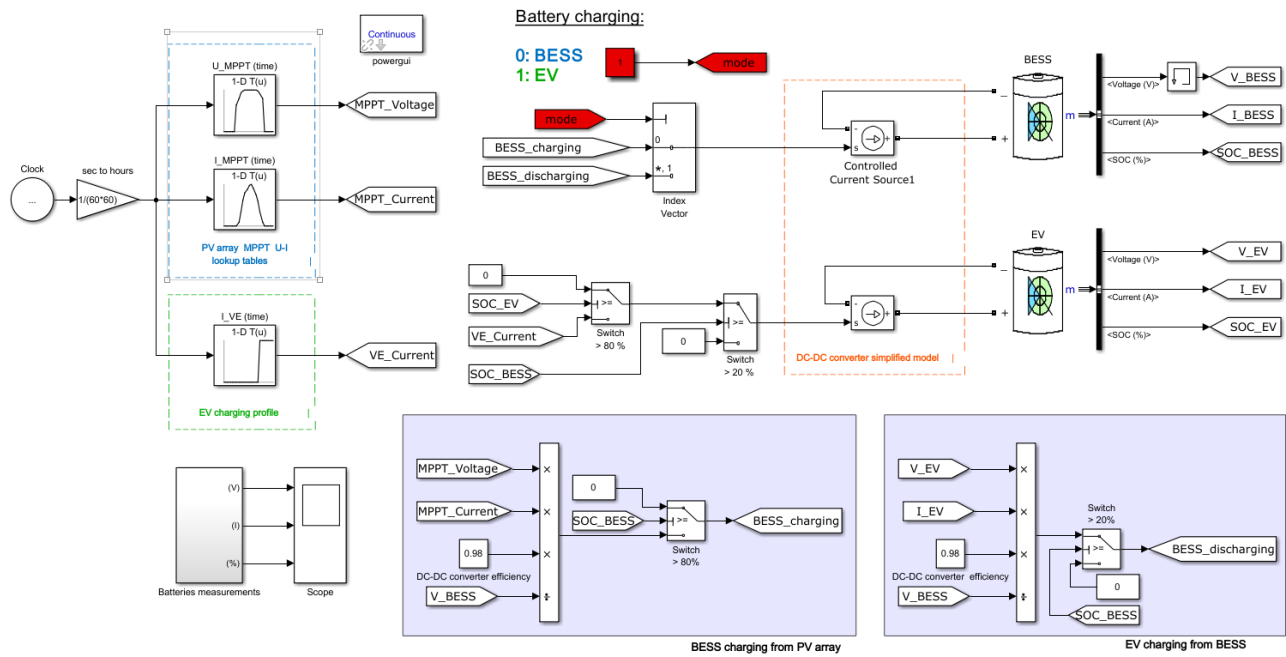 Battery charging:
0: BESS
1: EV
1
mode
Continuous
powergui
U_MPPT (time)
1-D T(u)
MPPT_Voltage
I_MPPT (time)
1-D T(u)
MPPT_Current
PV array MPPT U-I
lookup tables
Clock
...
sec to hours
1/(60*60)
I_VE (time)
1-D T(u)
VE_Current
EV charging profile
mode
BESS_charging
BESS_discharging
0
*, 1
Index
Vector
-
s
+
Controlled
Current Source1
BESS
_
+
m
<Voltage (V)>
<Current (A)>
<SOC (%)>
V_BESS
I_BESS
SOC_BESS
0
SOC_EV
VE_Current
SOC_BESS
>=
Switch
> 80 %
0
>=
Switch
> 20 %
-
s
+
DC-DC converter simplified model
EV
_
+
m
<Voltage (V)>
<Current (A)>
<SOC (%)>
V_EV
I_EV
SOC_EV
(V)
(I)
(%)
Batteries measurements
Scope
MPPT_Voltage
MPPT_Current
0.98
DC-DC converter efficiency
V_BESS
×
×
×
÷
0
SOC_BESS
>=
Switch
> 80%
BESS_charging
BESS charging from PV array
V_EV
I_EV
0.98
DC-DC converter efficiency
V_BESS
×
×
×
÷
Switch
> 20%
>=
0
SOC_BESS
BESS_discharging
EV charging from BESS